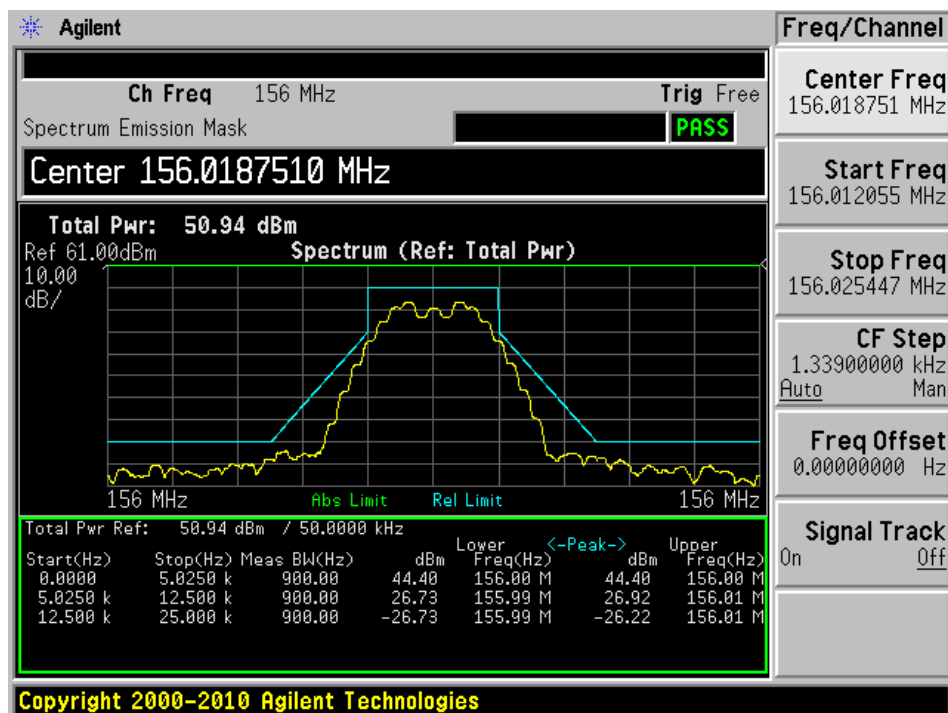 Agilent
Freq/Channel
Ch Freq 156 MHz Trig Free
Spectrum Emission Mask PASS
Center 156.0187510 MHz
Total Pwr: 50.94 dBm
Ref 61.00dBm Spectrum (Ref: Total Pwr)
10.00
dB/
156 MHz Abs Limit Rel Limit 156 MHz
Total Pwr Ref: 50.94 dBm / 50.0000 kHz
Lower <-Peak-> Upper
Start(Hz) Stop(Hz) Meas BW(Hz) dBm Freq(Hz) dBm Freq(Hz)
0.0000 5.0250 k 900.00 44.40 156.00 M 44.40 156.00 M
5.0250 k 12.500 k 900.00 26.73 155.99 M 26.92 156.01 M
12.500 k 25.000 k 900.00 -26.73 155.99 M -26.22 156.01 M
Center Freq
156.018751 MHz
Start Freq
156.012055 MHz
Stop Freq
156.025447 MHz
CF Step
1.33900000 kHz
Auto Man
Freq Offset
0.00000000 Hz
Signal Track
On Off
Copyright 2000-2010 Agilent Technologies